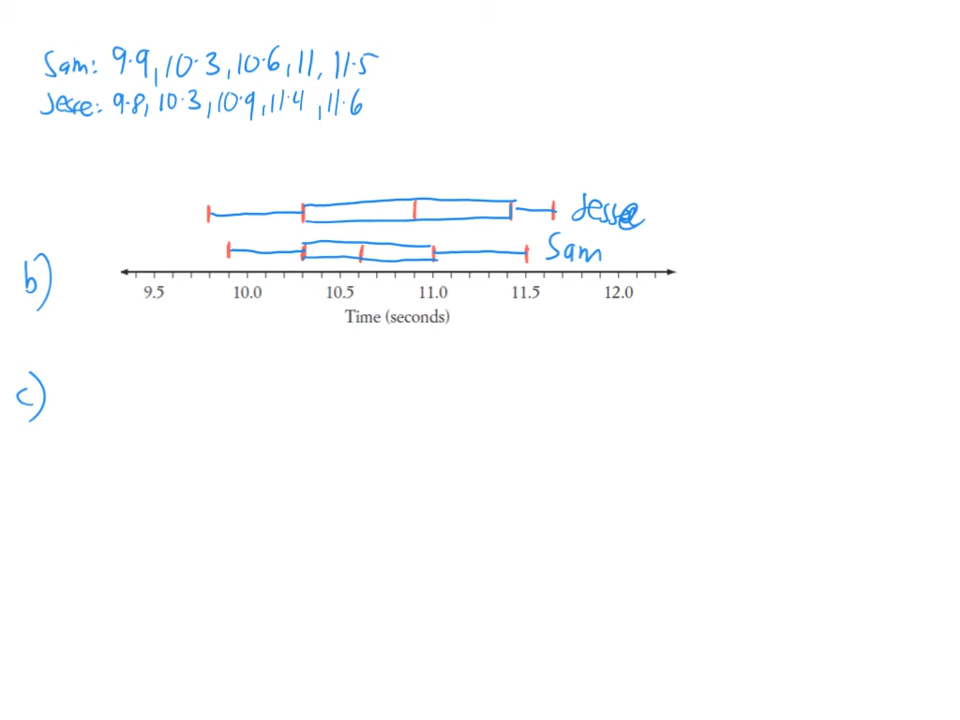 Sam: 9.9, 10.3, 10.6, 11, 11.5
Jesse: 9.8, 10.3, 10.9, 11.4, 11.6
Jesse
Sam
b)
9.5 10.0 10.5 11.0 11.5 12.0
Time (seconds)
c)